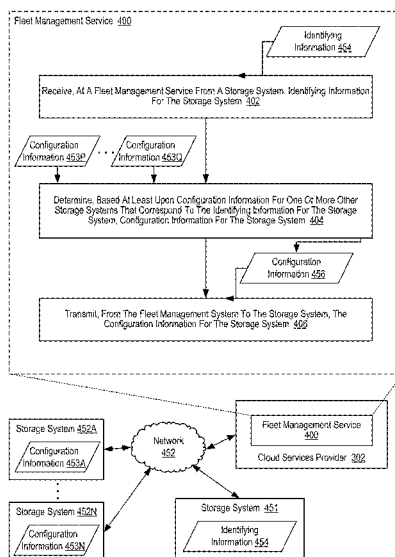 Fleet Management Service 400
Identifying
Information 454
Receive, At A Fleet Management Service From A Storage System, Identifying Information
For The Storage System 402
Configuration
Information 453P
Configuration
Information 453Q
Determine, Based At Least Upon Configuration Information For One Or More Other
Storage Systems That Correspond To The Identifying Information For The Storage
System, Configuration Information For The Storage System 404
Configuration
Information 456
Transmit, From The Fleet Management System To The Storage System, The
Configuration Information For The Storage System 406
Storage System 452A
Configuration
Information 453A
Network
452
Fleet Management Service
400
Cloud Services Provider 302
Storage System 452N
Configuration
Information 453N
Storage System 451
Identifying
Information 454